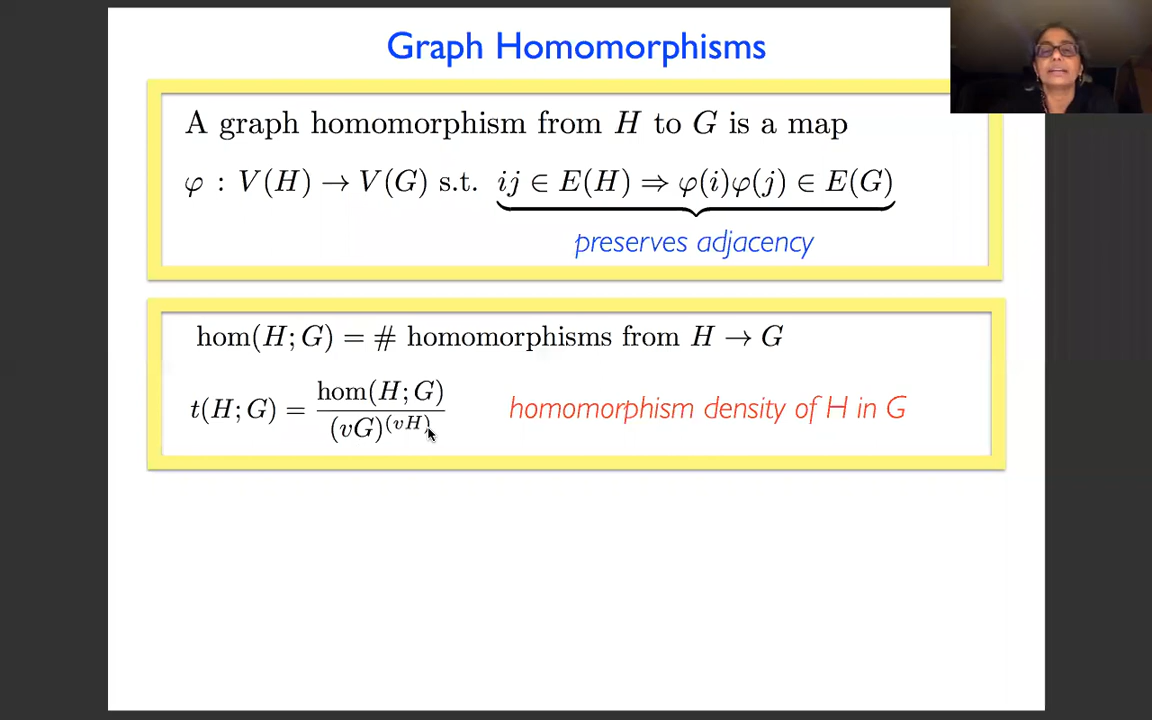 Graph Homomorphisms
A graph homomorphism from H to G is a map
φ : V(H) → V(G) s.t. ij ∈ E(H) ⇒ φ(i)φ(j) ∈ E(G)
preserves adjacency
hom(H; G) = # homomorphisms from H → G
t(H; G) = hom(H; G) / (vG)^(vH) homomorphism density of H in G